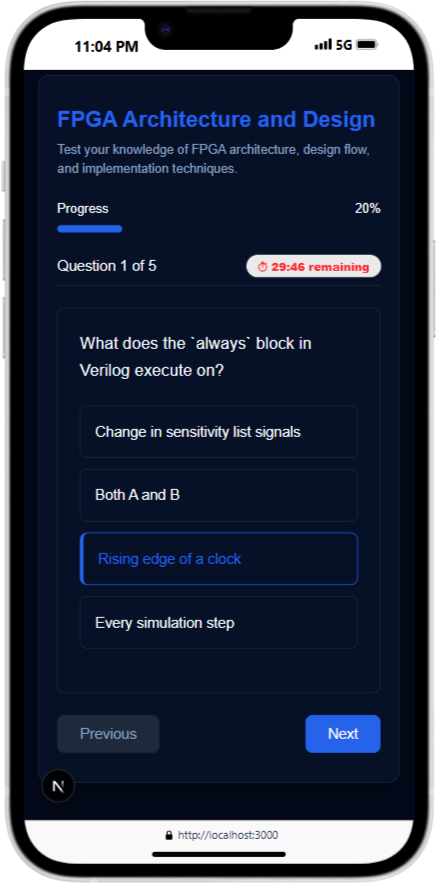 11:04 PM
5G
FPGA Architecture and Design
Test your knowledge of FPGA architecture, design flow,
and implementation techniques.
Progress
20%
Question 1 of 5
29:46 remaining
What does the `always` block in
Verilog execute on?
Change in sensitivity list signals
Both A and B
Rising edge of a clock
Every simulation step
Previous
Next
N
http://localhost:3000